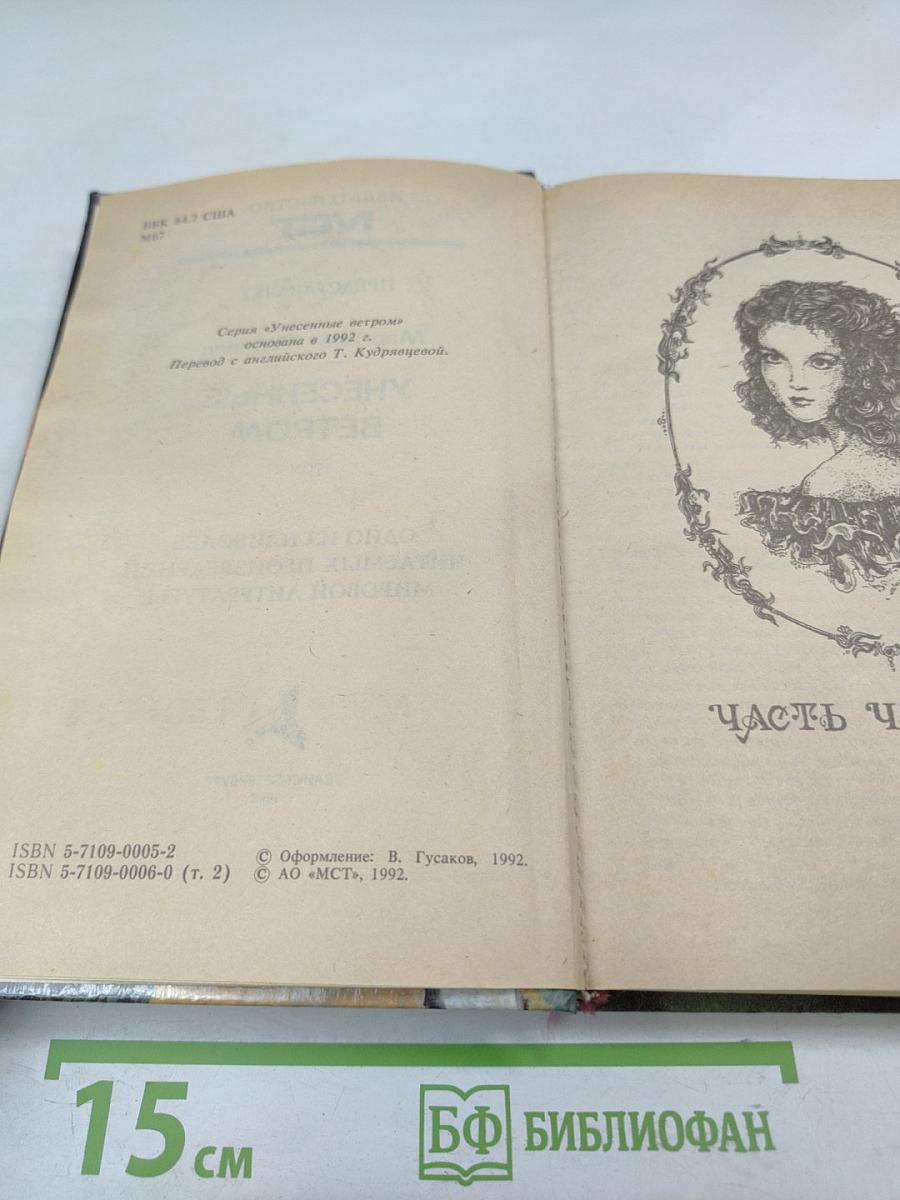 ББК 84.7 США
М67
Серия «Унесенные ветром»
основана в 1992 г.
Перевод с английского Т. Кудрявцевой.
ISBN 5-7109-0005-2
ISBN 5-7109-0006-0 (т. 2)
© Оформление: В. Гусаков, 1992.
© АО «МСТ», 1992.
ЧАСТЬ Ч
15 см
БФ БИБЛИОФАН